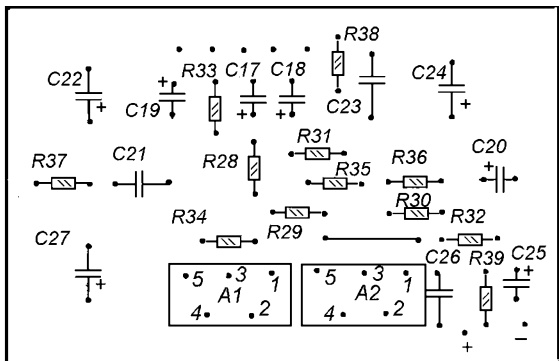 R38
C22
+
R33
C17
C18
C24
+
C19
+
+
C23
+
R31
C21
R28
C20
R37
R35
R36
+
R34
R30
R29
R32
C27
C26
R39
C25
+
5
3
1
A1
4
2
5
3
1
A2
4
2
+
+
−